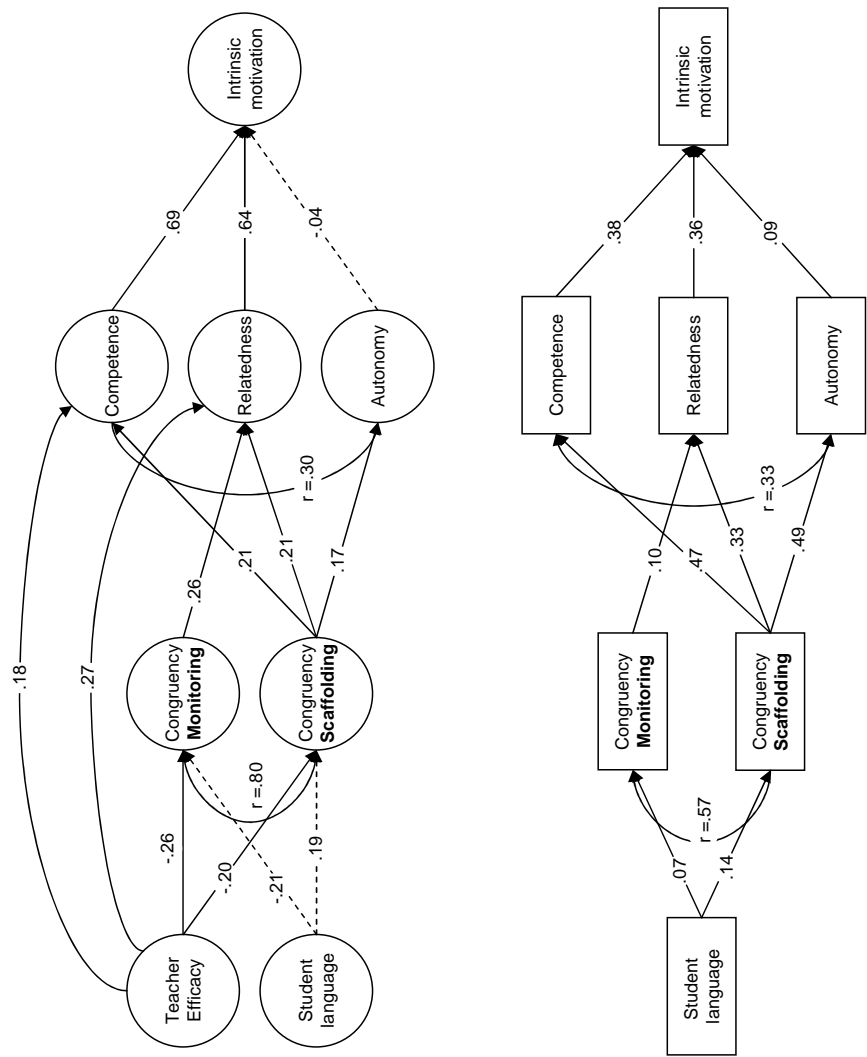 Teacher
Efficacy
Student
language
.18
.27
-.26
-.20
-.21
.19
r =.80
Congruency
Monitoring
Congruency
Scaffolding
.26
.21
.21
.17
r =.30
Competence
Relatedness
Autonomy
.69
.64
-.04
Intrinsic
motivation
Student
language
.07
.14
r =.57
Congruency
Monitoring
Congruency
Scaffolding
.10
.47
.33
.49
r =.33
Competence
Relatedness
Autonomy
.38
.36
.09
Intrinsic
motivation